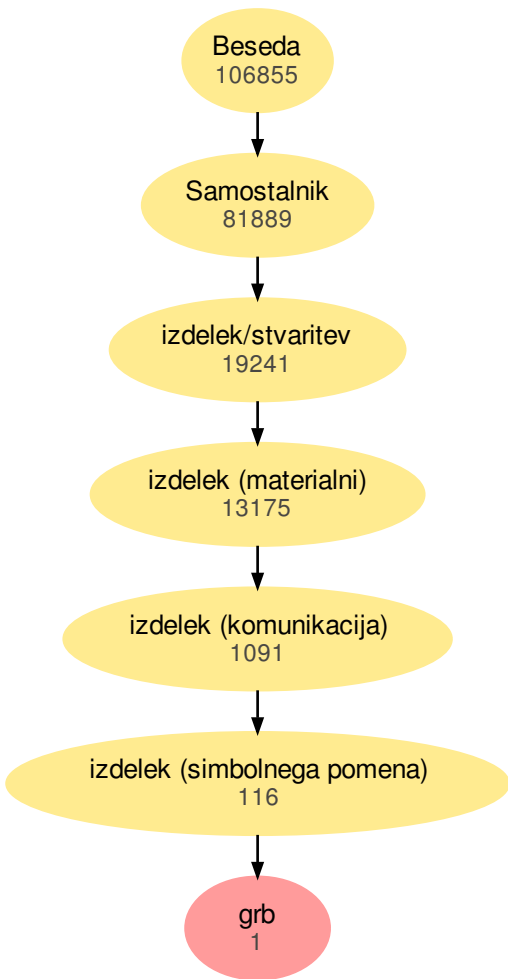 Beseda
106855
Samostalnik
81889
izdelek/stvaritev
19241
izdelek (materialni)
13175
izdelek (komunikacija)
1091
izdelek (simbolnega pomena)
116
grb
1